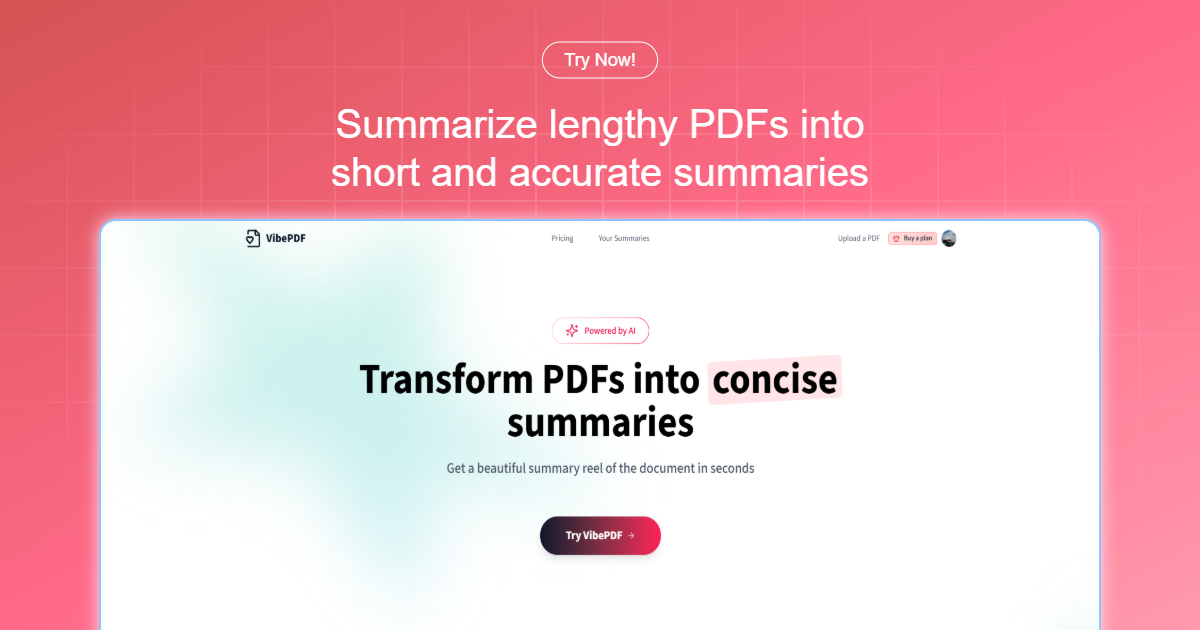 Try Now!
Summarize lengthy PDFs into
short and accurate summaries
VibePDF
Pricing
Your Summaries
Upload a PDF
Buy a plan
Powered by AI
Transform PDFs into concise
summaries
Get a beautiful summary reel of the document in seconds
Try VibePDF →